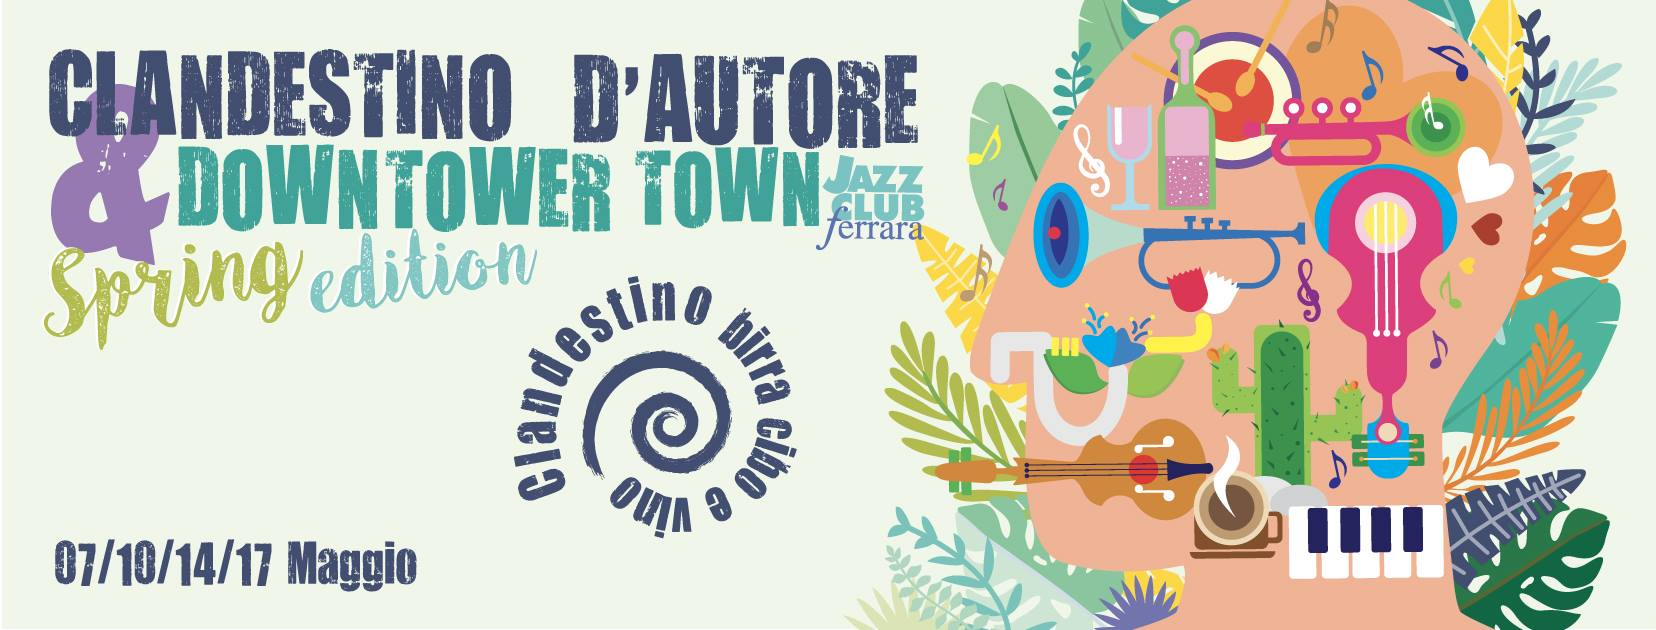 CLANDESTINO D'AUTORE
& DOWNTOWER TOWN
JAZZ
CLUB
ferrara
Spring edition
Clandestino birra cibo e vino
07/10/14/17 Maggio